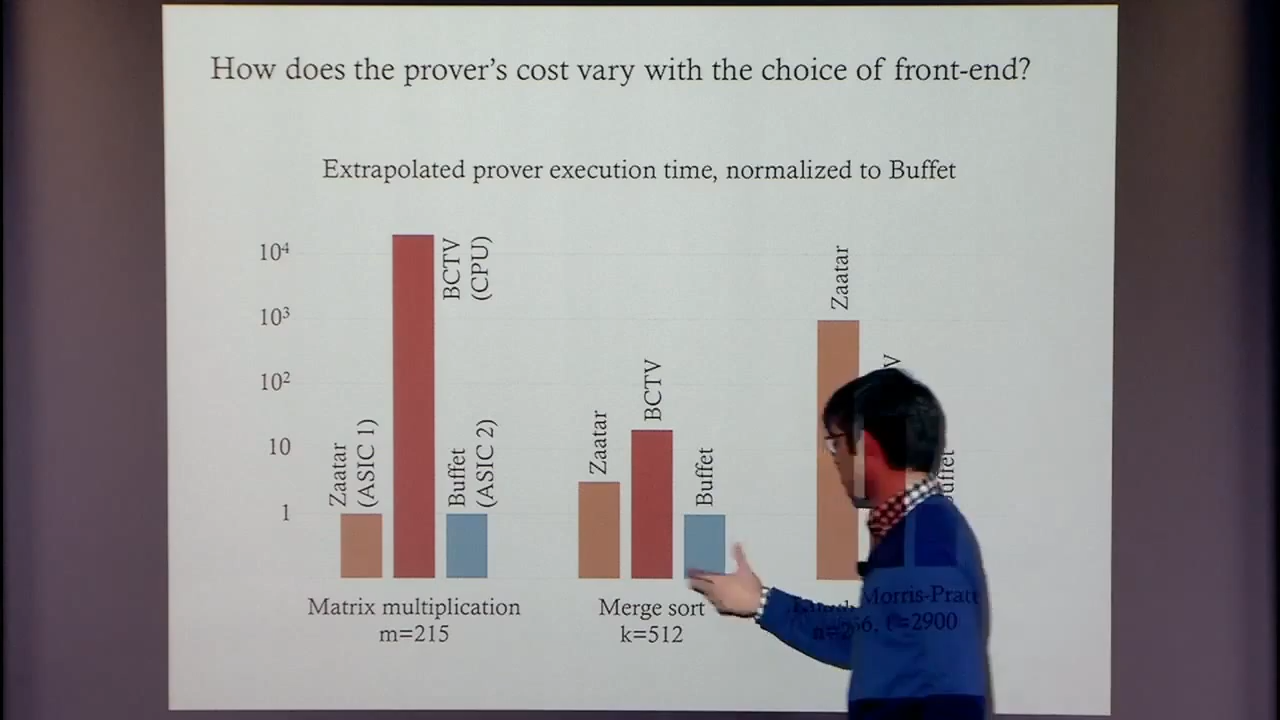 How does the prover's cost vary with the choice of front-end?
Extrapolated prover execution time, normalized to Buffet
10⁴
10³
10²
10
1
Zaatar
(ASIC 1)
BCTV
(CPU)
Buffet
(ASIC 2)
Matrix multiplication
m=215
Zaatar
BCTV
Buffet
Merge sort
k=512
Zaatar
Morris-Pratt
ℓ=2900